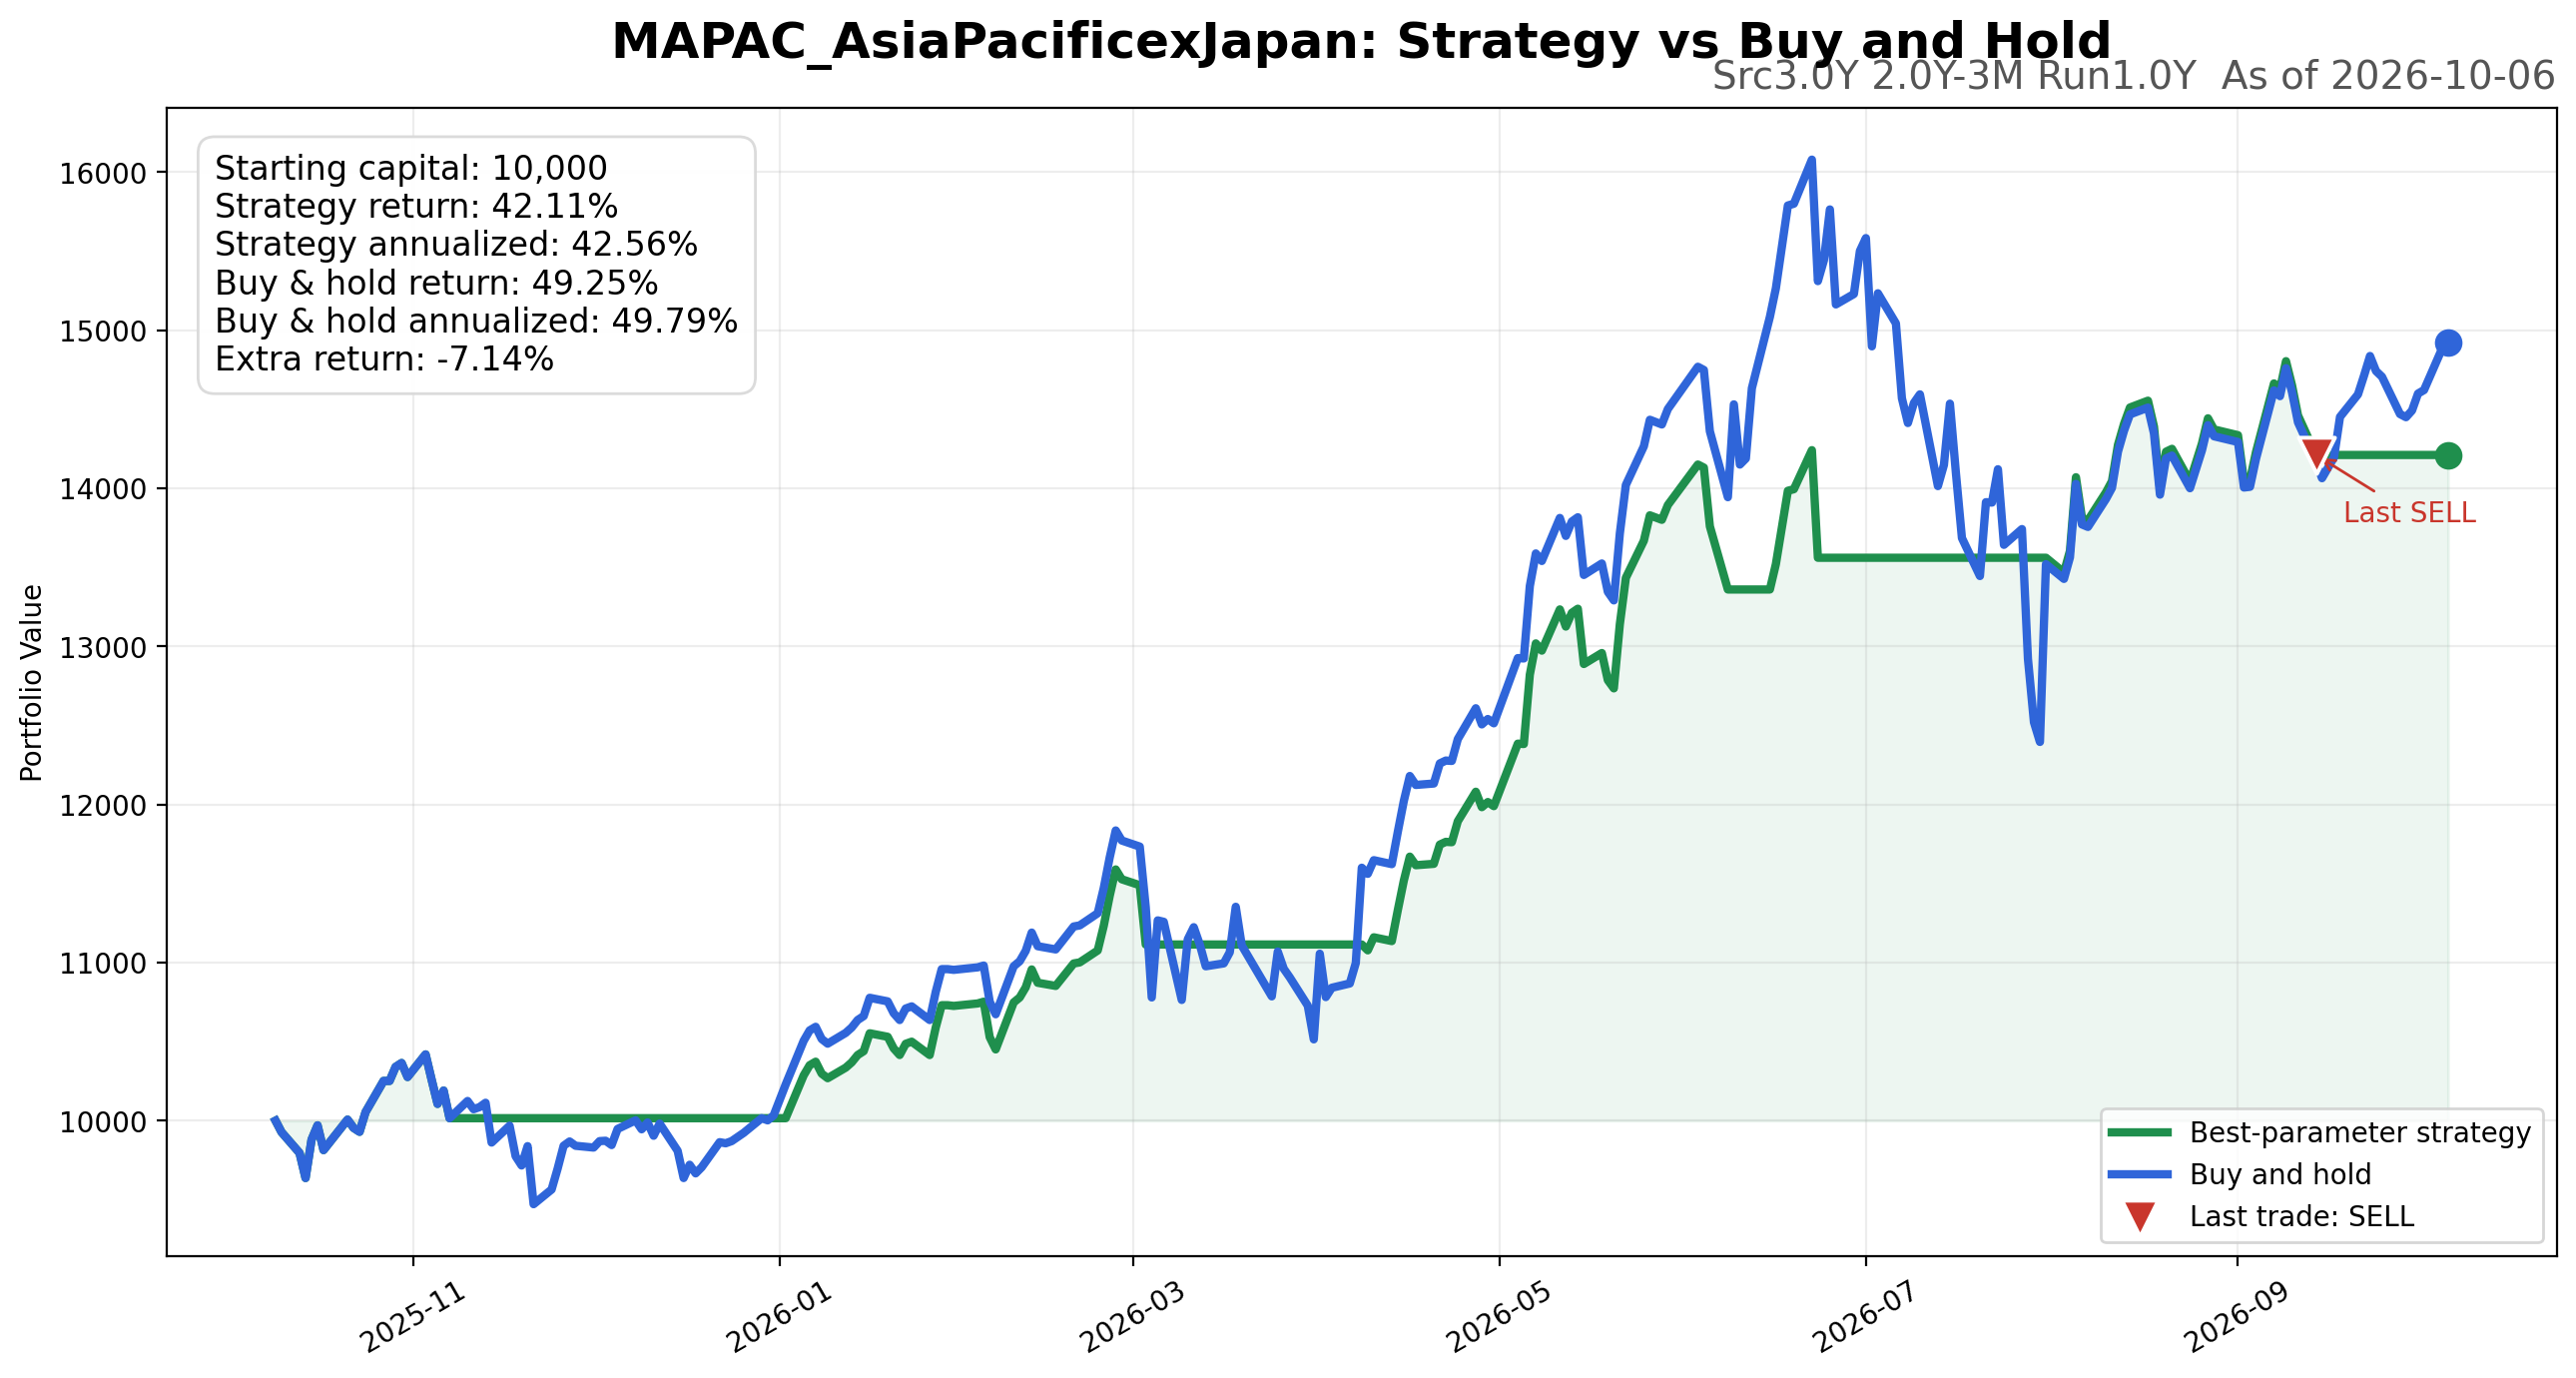 MAPAC_AsiaPacificexJapan: Strategy vs Buy and Hold
Src3.0Y 2.0Y-3M Run1.0Y  As of 2026-10-06
Starting capital: 10,000
Strategy return: 42.11%
Strategy annualized: 42.56%
Buy & hold return: 49.25%
Buy & hold annualized: 49.79%
Extra return: -7.14%
Portfolio Value
16000
15000
14000
13000
12000
11000
10000
Last SELL
Best-parameter strategy
Buy and hold
Last trade: SELL
2025-11
2026-01
2026-03
2026-05
2026-07
2026-09